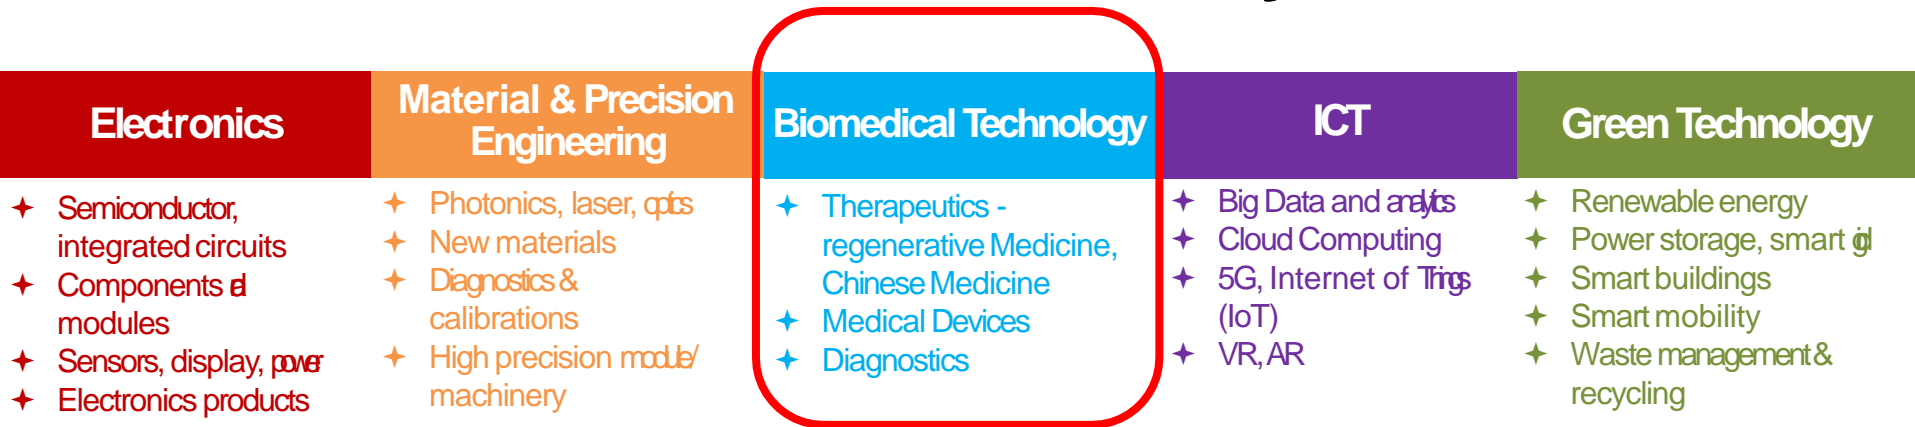 Electronics
Semiconductor,
integrated circuits
Components and
modules
Sensors, display, power
Electronics products
Material & Precision
Engineering
Photonics, laser, optics
New materials
Diagnostics &
calibrations
High precision module/
machinery
Biomedical Technology
Therapeutics -
regenerative Medicine,
Chinese Medicine
Medical Devices
Diagnostics
ICT
Big Data and analytics
Cloud Computing
5G, Internet of Things
(IoT)
VR, AR
Green Technology
Renewable energy
Power storage, smart grid
Smart buildings
Smart mobility
Waste management &
recycling